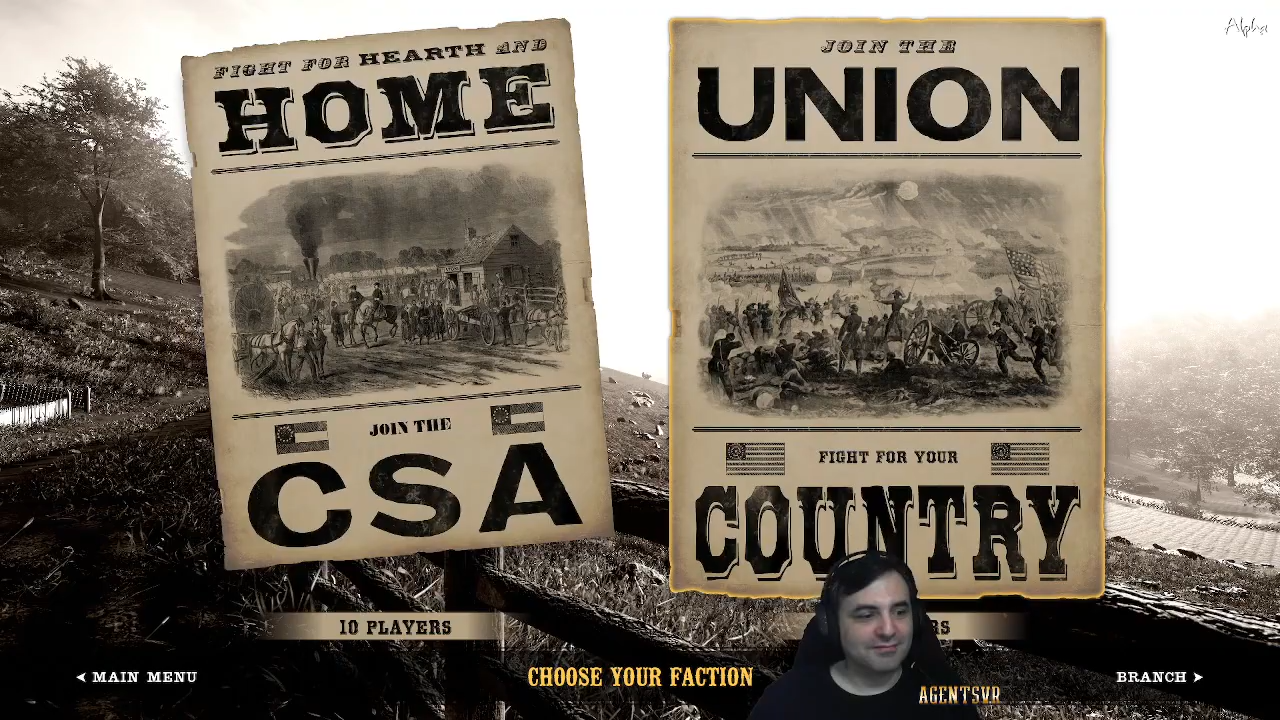 Alpha
FIGHT FOR HEARTH AND
HOME
JOIN THE
CSA
10 PLAYERS
JOIN THE
UNION
FIGHT FOR YOUR
COUNTRY
MAIN MENU
CHOOSE YOUR FACTION
AGENTSVR
BRANCH